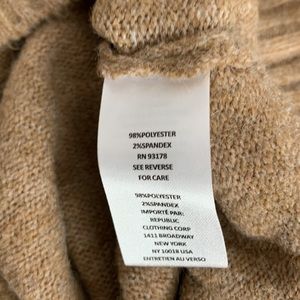 98%POLYESTER
2%SPANDEX
RN 93178
SEE REVERSE
FOR CARE
98%POLYESTER
2%SPANDEX
IMPORTÉ PAR:
REPUBLIC
CLOTHING CORP
1411 BROADWAY
NEW YORK
NY 10018 USA
ENTRETIEN AU VERSO